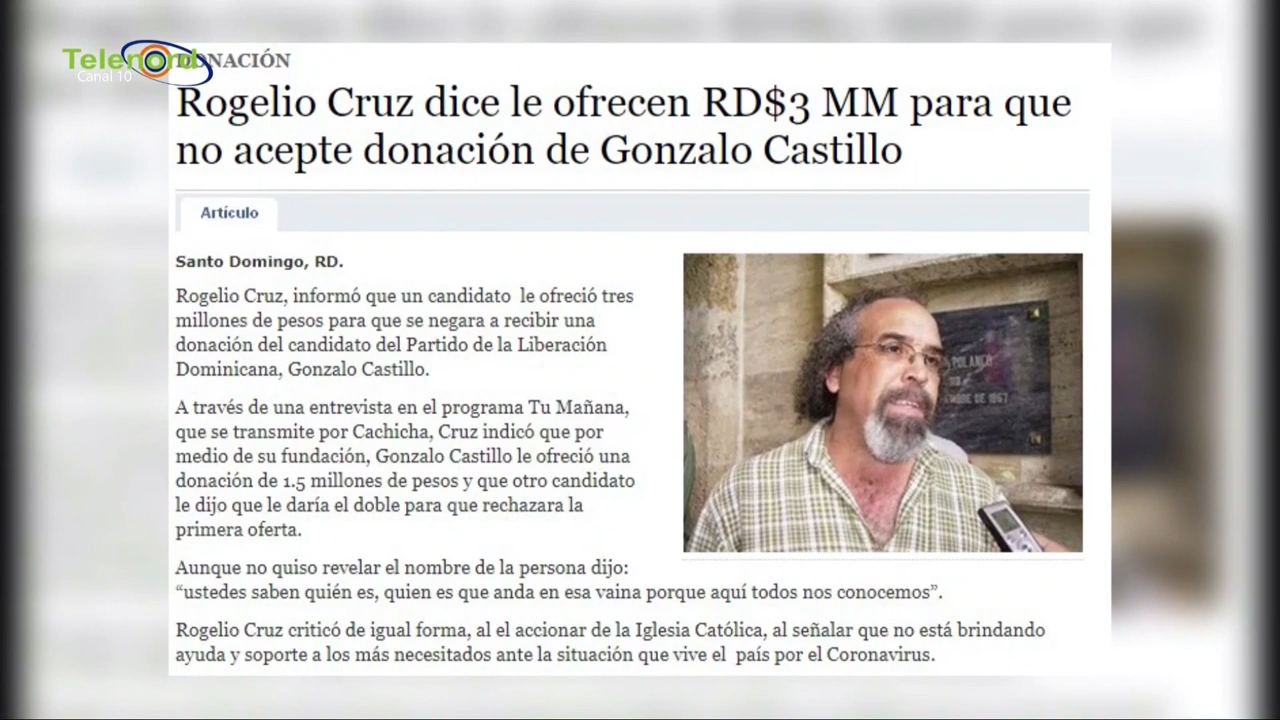 Telenord
Canal 10
DONACIÓN
Rogelio Cruz dice le ofrecen RD$3 MM para que
no acepte donación de Gonzalo Castillo
Artículo
Santo Domingo, RD.
Rogelio Cruz, informó que un candidato le ofreció tres
millones de pesos para que se negara a recibir una
donación del candidato del Partido de la Liberación
Dominicana, Gonzalo Castillo.
A través de una entrevista en el programa Tu Mañana,
que se transmite por Cachicha, Cruz indicó que por
medio de su fundación, Gonzalo Castillo le ofreció una
donación de 1.5 millones de pesos y que otro candidato
le dijo que le daría el doble para que rechazara la
primera oferta.
Aunque no quiso revelar el nombre de la persona dijo:
“ustedes saben quién es, quien es que anda en esa vaina porque aquí todos nos conocemos”.
Rogelio Cruz criticó de igual forma, al el accionar de la Iglesia Católica, al señalar que no está brindando
ayuda y soporte a los más necesitados ante la situación que vive el país por el Coronavirus.
POLANCO
MBRE DE 1967